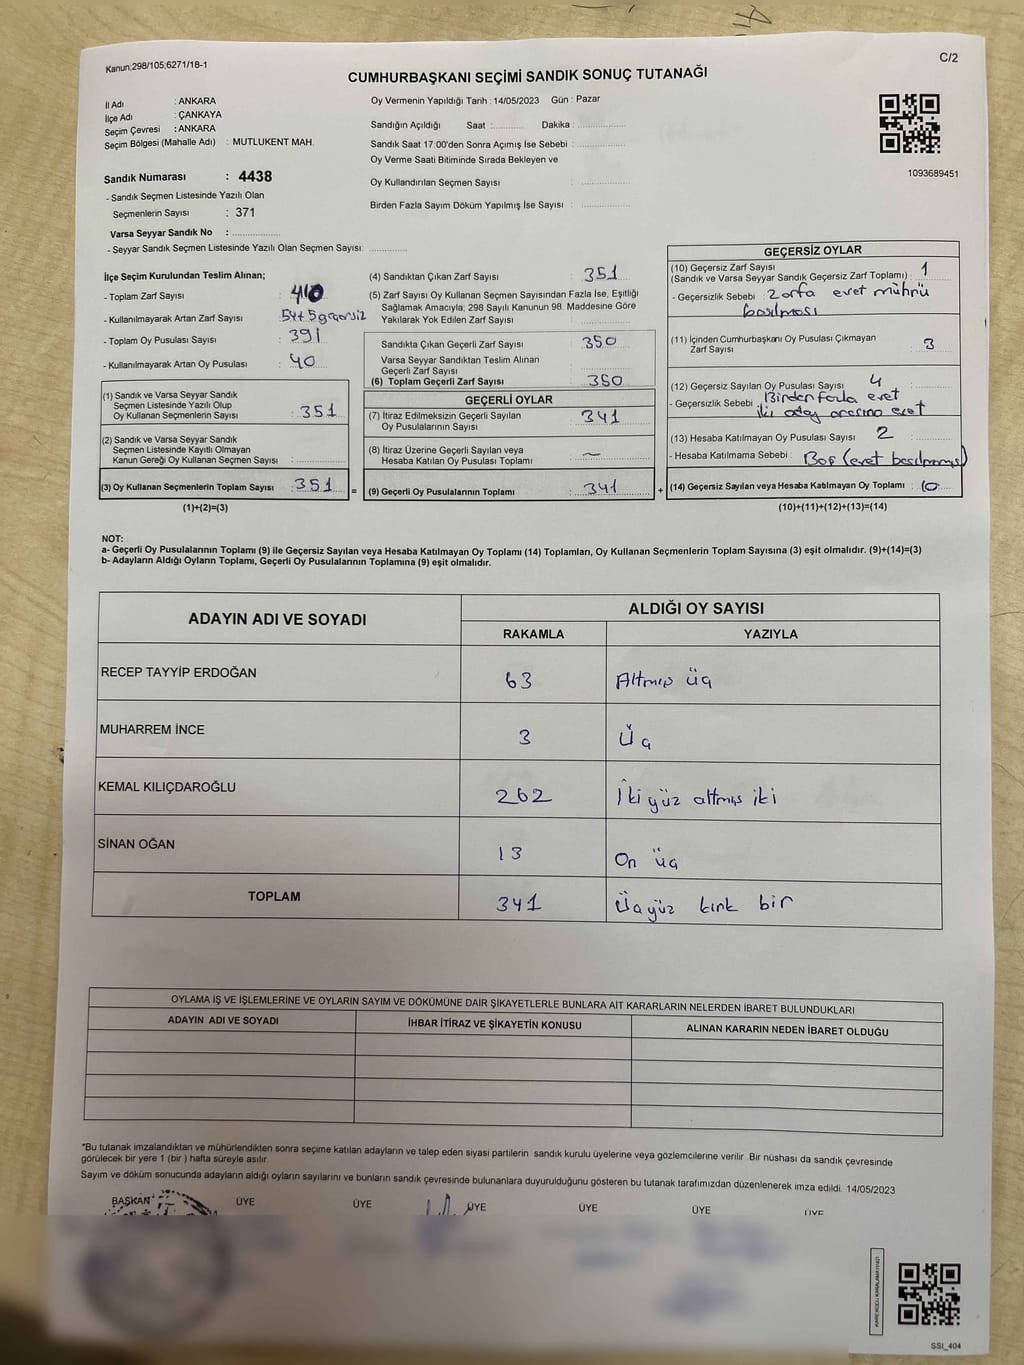 Kanun:298/105;6271/18-1
C/2
CUMHURBAŞKANI SEÇİMİ SANDIK SONUÇ TUTANAĞI
İl Adı : ANKARA
İlçe Adı : ÇANKAYA
Seçim Çevresi : ANKARA
Seçim Bölgesi (Mahalle Adı) : MUTLUKENT MAH.
Sandık Numarası : 4438
- Sandık Seçmen Listesinde Yazılı Olan
Seçmenlerin Sayısı : 371
Varsa Seyyar Sandık No :
- Seyyar Sandık Seçmen Listesinde Yazılı Olan Seçmen Sayısı:
Oy Vermenin Yapıldığı Tarih : 14/05/2023 Gün : Pazar
Sandığın Açıldığı Saat : Dakika :
Sandık Saat 17:00'den Sonra Açımış İse Sebebi :
Oy Verme Saati Bitiminde Sırada Bekleyen ve
Oy Kullandırılan Seçmen Sayısı :
Birden Fazla Sayım Döküm Yapılmış İse Sayısı :
1093689451
İlçe Seçim Kurulundan Teslim Alınan;
- Toplam Zarf Sayısı : 410
- Kullanılmayarak Artan Zarf Sayısı : 54+5 geçersiz
- Toplam Oy Pusulası Sayısı : 391
- Kullanılmayarak Artan Oy Pusulası : 40
(1) Sandık ve Varsa Seyyar Sandık
Seçmen Listesinde Yazılı Olup
Oy Kullanan Seçmenlerin Sayısı : 351
(2) Sandık ve Varsa Seyyar Sandık
Seçmen Listesinde Kayıtlı Olmayan
Kanun Gereği Oy Kullanan Seçmen Sayısı :
(3) Oy Kullanan Seçmenlerin Toplam Sayısı : 351 =
(1)+(2)=(3)
(4) Sandıktan Çıkan Zarf Sayısı : 351
(5) Zarf Sayısı Oy Kullanan Seçmen Sayısından Fazla İse, Eşitliği
Sağlamak Amacıyla; 298 Sayılı Kanunun 98. Maddesine Göre
Yakılarak Yok Edilen Zarf Sayısı :
Sandıkta Çıkan Geçerli Zarf Sayısı : 350
Varsa Seyyar Sandıktan Teslim Alınan
Geçerli Zarf Sayısı :
(6) Toplam Geçerli Zarf Sayısı : 350
GEÇERLİ OYLAR
(7) İtiraz Edilmeksizin Geçerli Sayılan
Oy Pusulalarının Sayısı : 341
(8) İtiraz Üzerine Geçerli Sayılan veya
Hesaba Katılan Oy Pusulası Toplamı : ~
(9) Geçerli Oy Pusulalarının Toplamı : 341 +
GEÇERSİZ OYLAR
(10) Geçersiz Zarf Sayısı
(Sandık ve Varsa Seyyar Sandık Geçersiz Zarf Toplamı) : 1
- Geçersizlik Sebebi : zarfa evet mührü
basılması
(11) İçinden Cumhurbaşkanı Oy Pusulası Çıkmayan
Zarf Sayısı : 3
(12) Geçersiz Sayılan Oy Pusulası Sayısı : 4
- Geçersizlik Sebebi : Birden fazla evet
iki aday arasına evet
(13) Hesaba Katılmayan Oy Pusulası Sayısı : 2
- Hesaba Katılmama Sebebi : Boş (evet basılmamış)
(14) Geçersiz Sayılan veya Hesaba Katılmayan Oy Toplamı : 10
(10)+(11)+(12)+(13)=(14)
NOT:
a- Geçerli Oy Pusulalarının Toplamı (9) ile Geçersiz Sayılan veya Hesaba Katılmayan Oy Toplamı (14) Toplamları, Oy Kullanan Seçmenlerin Toplam Sayısına (3) eşit olmalıdır. (9)+(14)=(3)
b- Adayların Aldığı Oyların Toplamı, Geçerli Oy Pusulalarının Toplamına (9) eşit olmalıdır.
ADAYIN ADI VE SOYADI ALDIĞI OY SAYISI
RAKAMLA YAZIYLA
RECEP TAYYİP ERDOĞAN 63 Altmış üç
MUHARREM İNCE 3 Üç
KEMAL KILIÇDAROĞLU 262 İki yüz altmış iki
SİNAN OĞAN 13 On üç
TOPLAM 341 Üçyüz kırk bir
OYLAMA İŞ VE İŞLEMLERİNE VE OYLARIN SAYIM VE DÖKÜMÜNE DAİR ŞİKAYETLERLE BUNLARA AİT KARARLARIN NELERDEN İBARET BULUNDUKLARI
ADAYIN ADI VE SOYADI İHBAR İTİRAZ VE ŞİKAYETİN KONUSU ALINAN KARARIN NEDEN İBARET OLDUĞU
*Bu tutanak imzalandıktan ve mühürlendikten sonra seçime katılan adayların ve talep eden siyasi partilerin sandık kurulu üyelerine veya gözlemcilerine verilir. Bir nüshası da sandık çevresinde
görülecek bir yere 1 (bir ) hafta süreyle asılır.
Sayım ve döküm sonucunda adayların aldığı oyların sayılarını ve bunların sandık çevresinde bulunanlara duyurulduğunu gösteren bu tutanak tarafımızdan düzenlenerek imza edildi. 14/05/2023
BAŞKAN ÜYE ÜYE ÜYE ÜYE ÜYE ÜYE
SSI_404